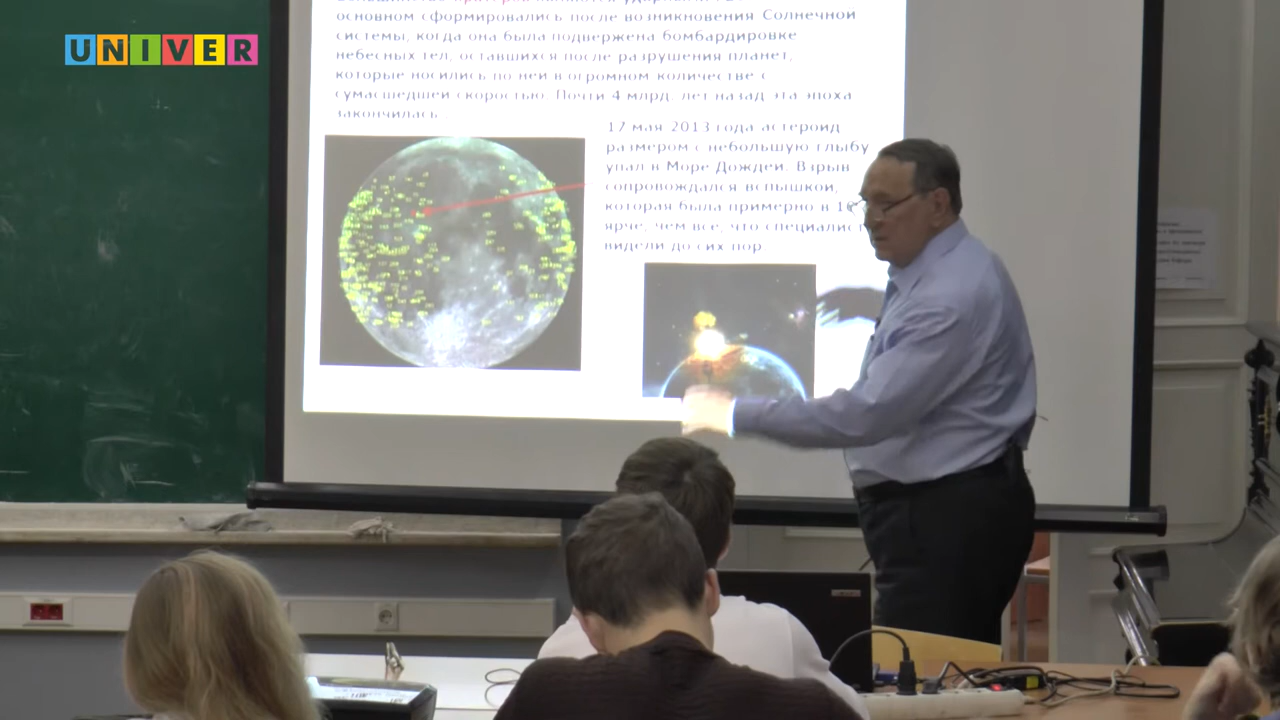 UNIVER
основном сформировались после возникновения Солнечной
системы, когда она была подвержена бомбардировке
небесных тел, оставшихся после разрушения планет,
которые носились по ней в огромном количестве с
сумасшедшей скоростью. Почти 4 млрд. лет назад эта эпоха
закончилась.
17 мая 2013 года астероид
размером с небольшую глыбу
упал в Море Дождей. Взрыв
сопровождался вспышкой,
которая была примерно в 10
ярче, чем все, что специалист
видели до сих пор.